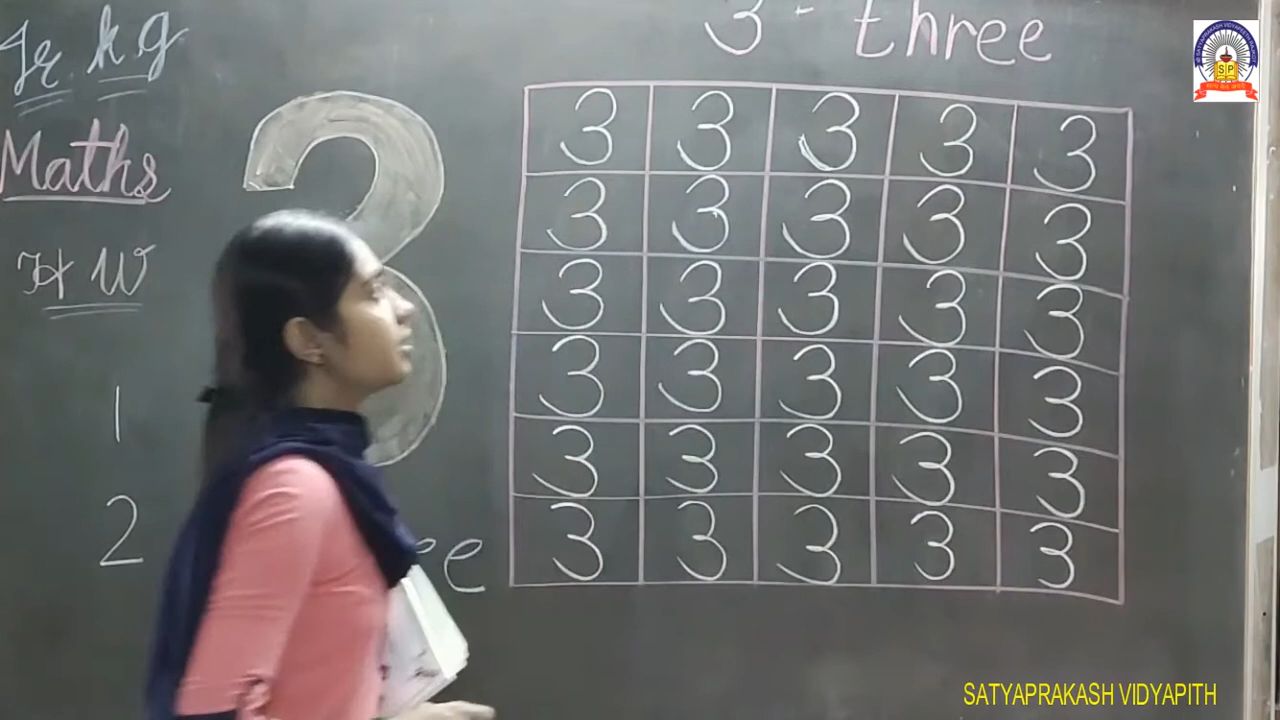 Jr k.g
Maths
H W
1
2
3
3 - three
3 3 3 3 3
3 3 3 3 3
3 3 3 3 3
3 3 3 3 3
3 3 3 3 3
3 3 3 3 3
SP
SATYAPRAKASH VIDYAPITH